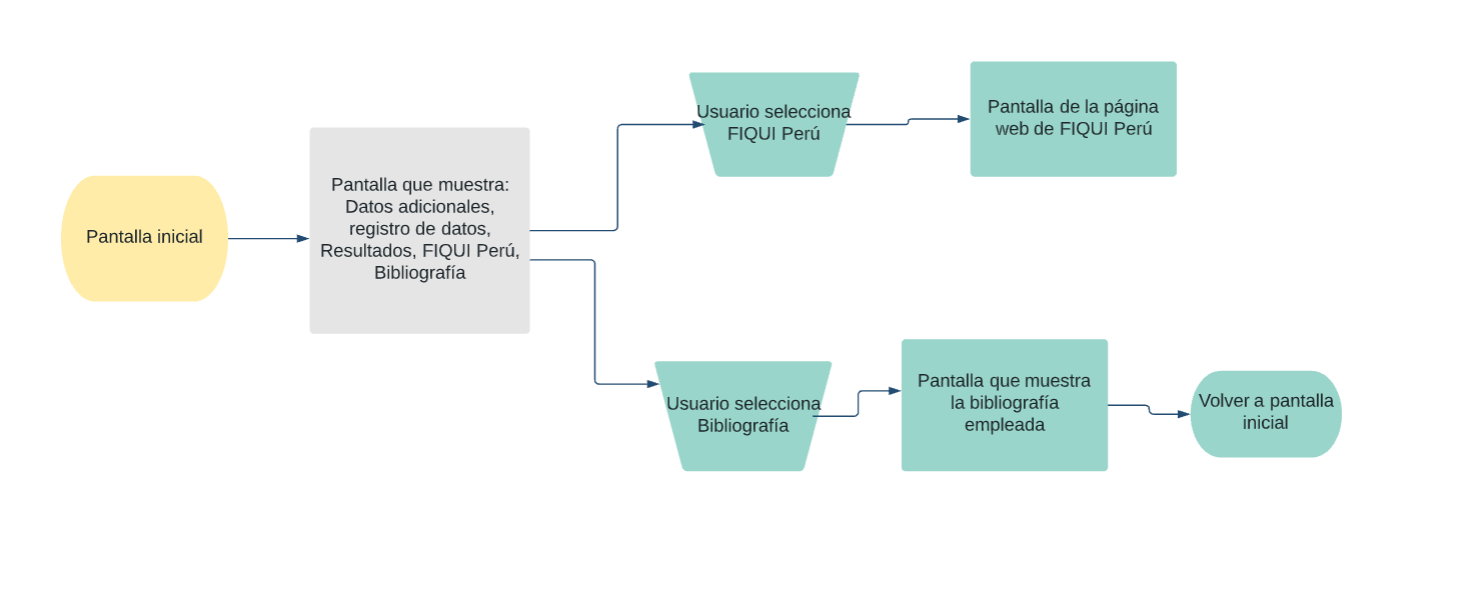 Pantalla inicial
Pantalla que muestra:
Datos adicionales,
registro de datos,
Resultados, FIQUI Perú,
Bibliografía
Usuario selecciona
FIQUI Perú
Pantalla de la página
web de FIQUI Perú
Usuario selecciona
Bibliografía
Pantalla que muestra
la bibliografía
empleada
Volver a pantalla
inicial